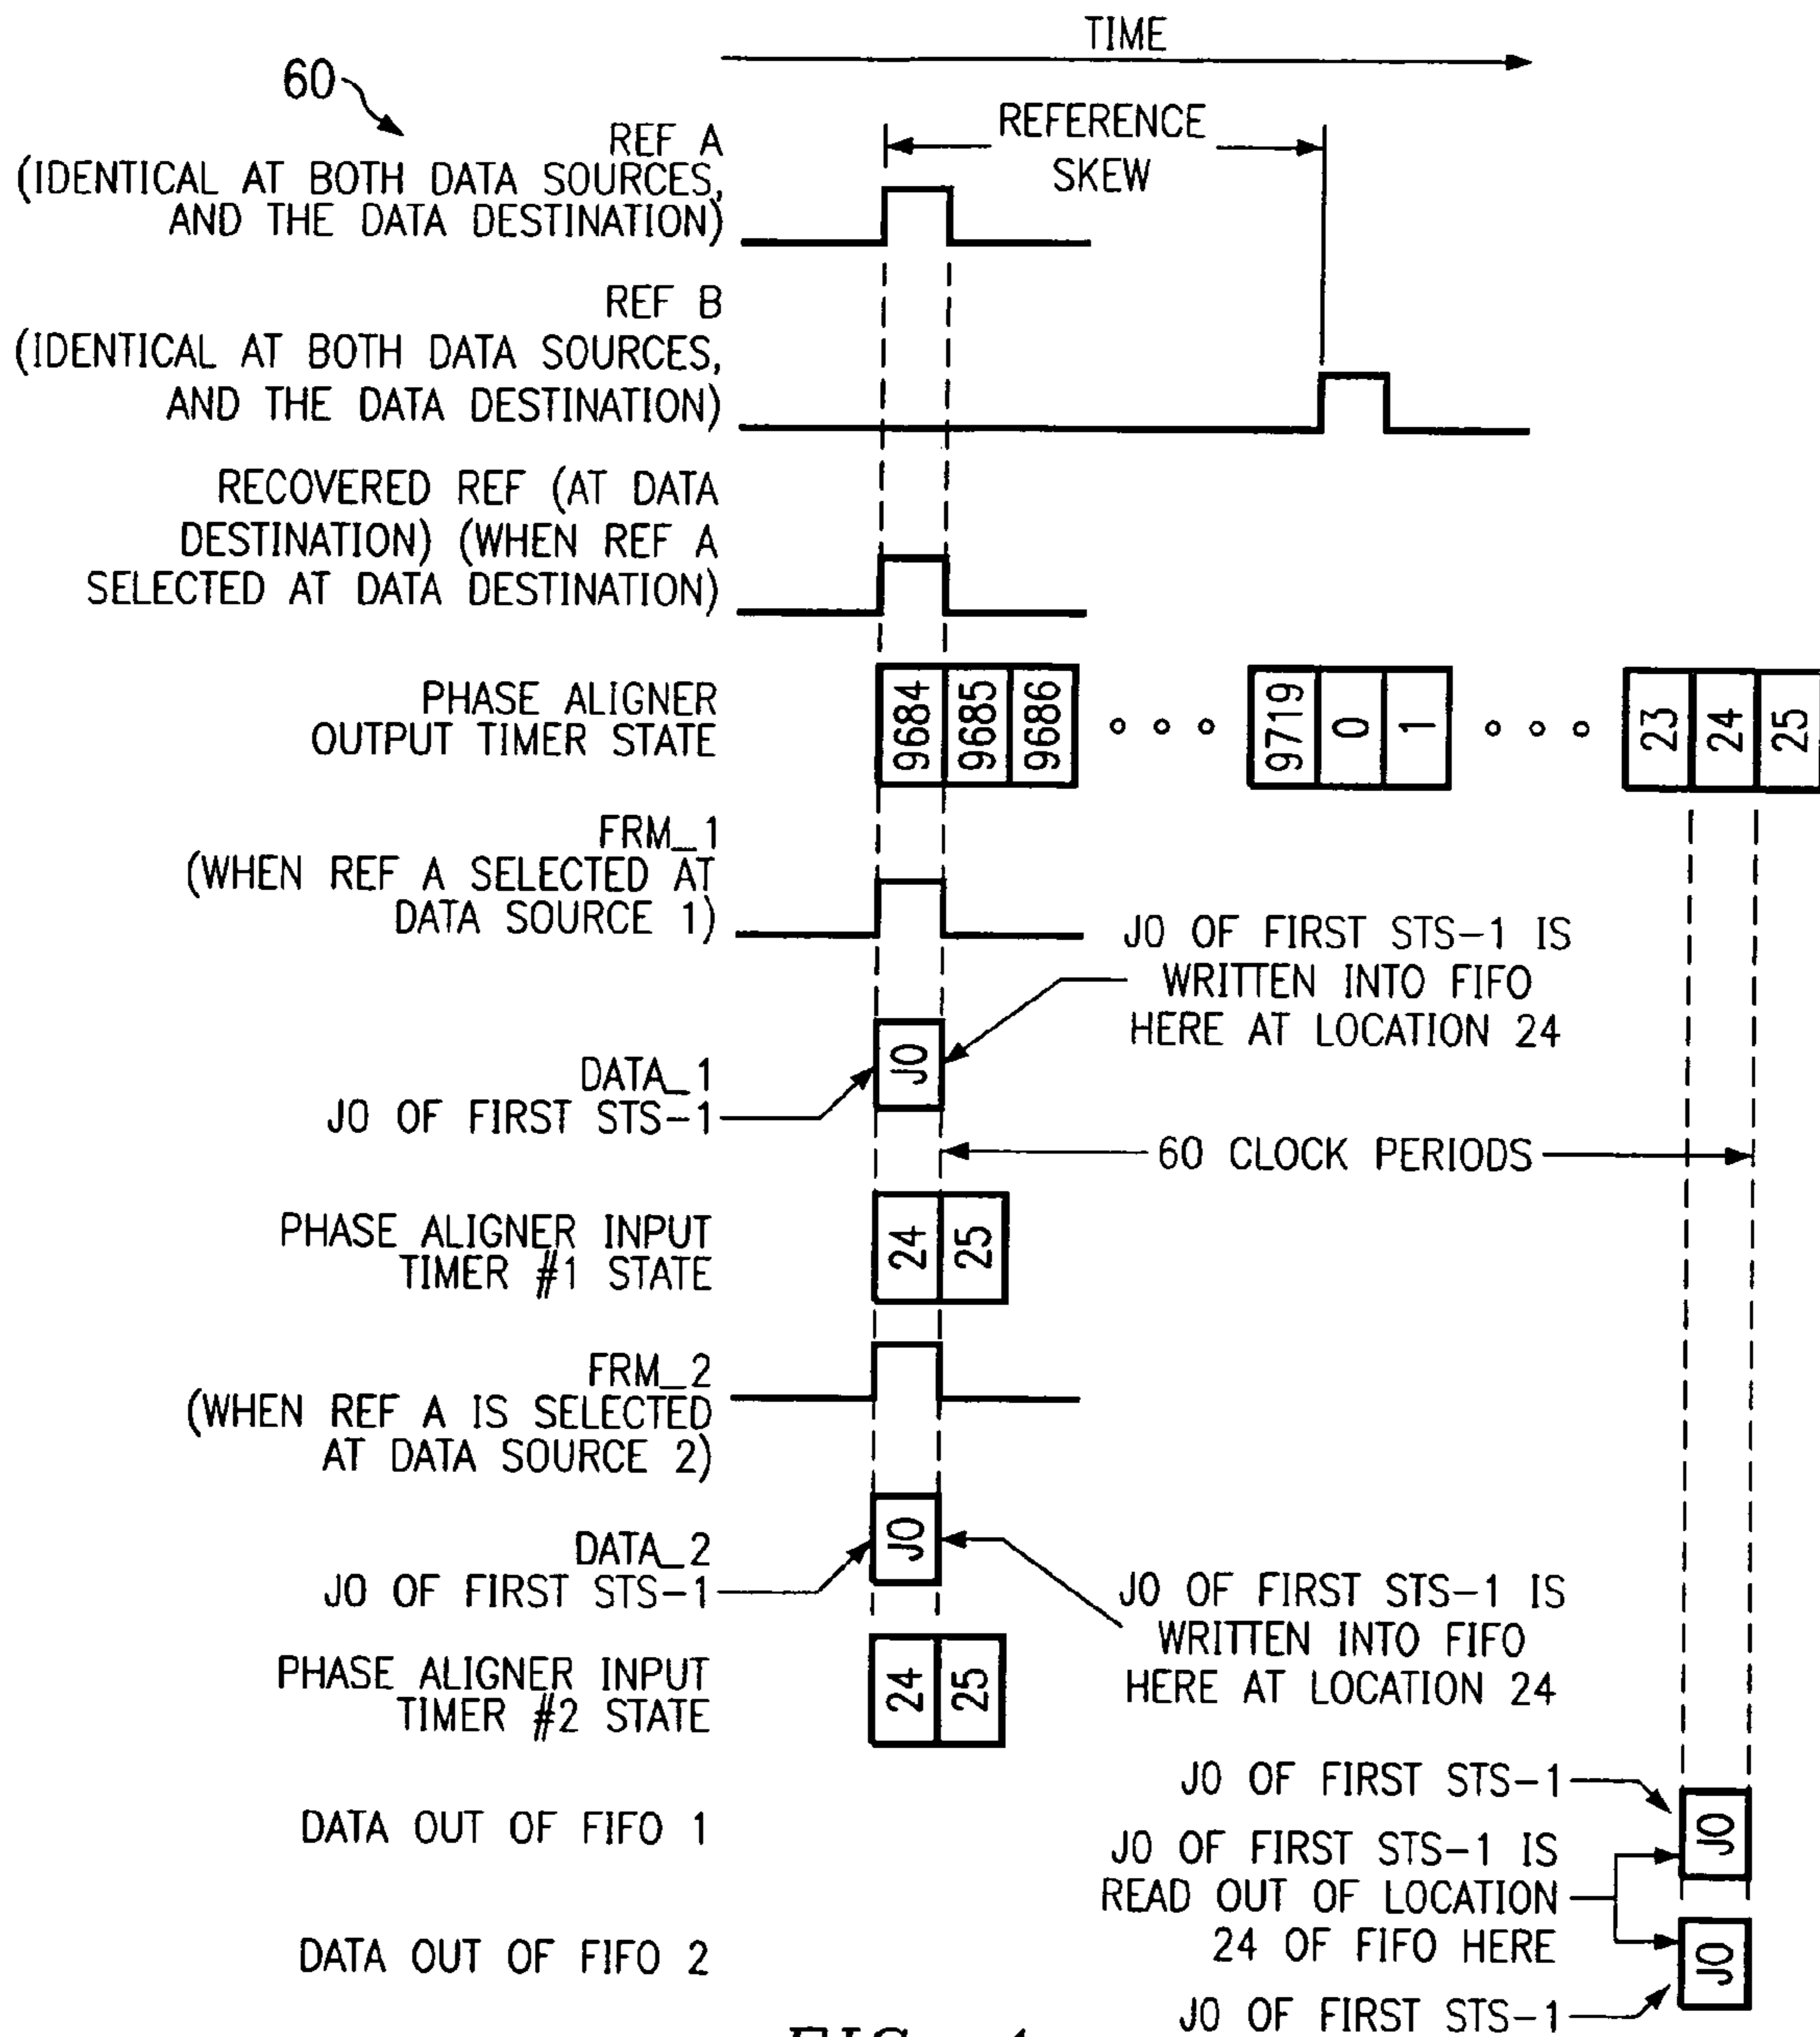 TIME
60
REF A
(IDENTICAL AT BOTH DATA SOURCES,
AND THE DATA DESTINATION)
REFERENCE
SKEW
REF B
(IDENTICAL AT BOTH DATA SOURCES,
AND THE DATA DESTINATION)
RECOVERED REF (AT DATA
DESTINATION) (WHEN REF A
SELECTED AT DATA DESTINATION)
PHASE ALIGNER
OUTPUT TIMER STATE
9684 9685 9686 9719 0 1 23 24 25
FRM_1
(WHEN REF A SELECTED AT
DATA SOURCE 1)
J0 OF FIRST STS-1 IS
WRITTEN INTO FIFO
HERE AT LOCATION 24
DATA_1
J0 OF FIRST STS-1
J0
60 CLOCK PERIODS
PHASE ALIGNER INPUT
TIMER #1 STATE
24 25
FRM_2
(WHEN REF A IS SELECTED
AT DATA SOURCE 2)
DATA_2
J0 OF FIRST STS-1
J0
J0 OF FIRST STS-1 IS
WRITTEN INTO FIFO
HERE AT LOCATION 24
PHASE ALIGNER INPUT
TIMER #2 STATE
24 25
J0 OF FIRST STS-1
DATA OUT OF FIFO 1
J0
J0 OF FIRST STS-1 IS
READ OUT OF LOCATION
24 OF FIFO HERE
DATA OUT OF FIFO 2
J0
J0 OF FIRST STS-1